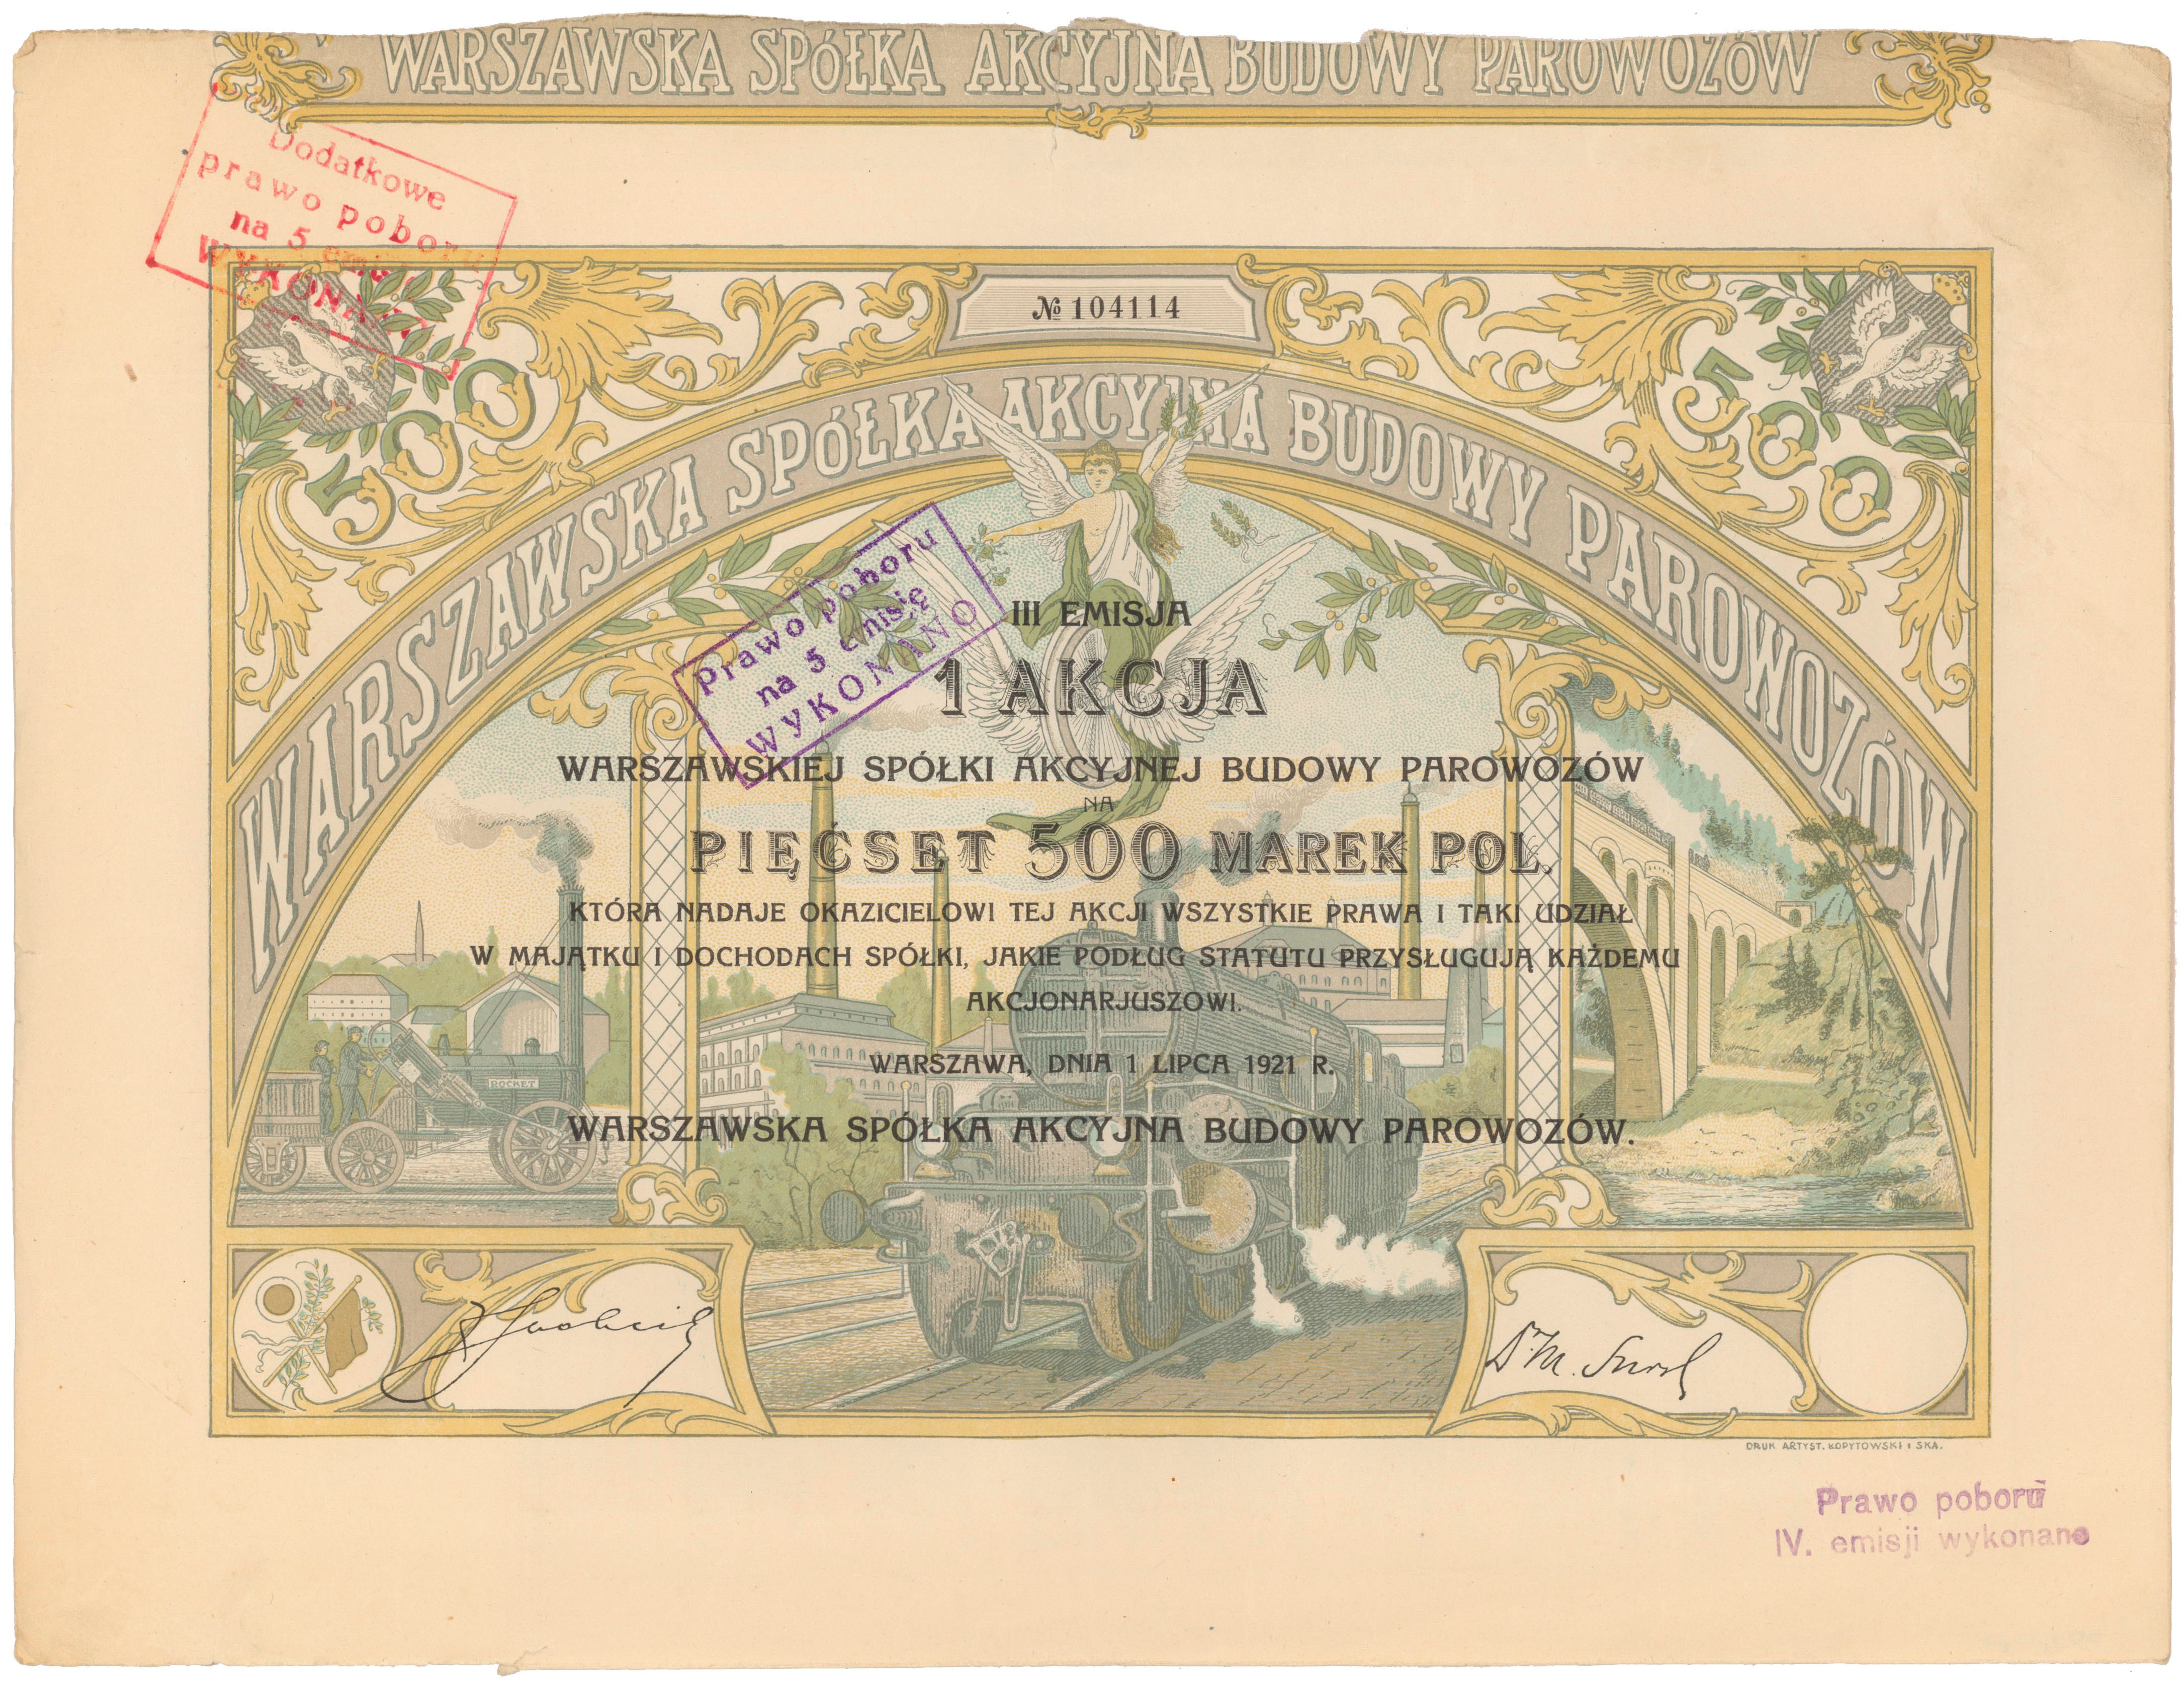 WARSZAWSKA SPÓŁKA AKCYJNA BUDOWY PAROWOZÓW
Dodatkowe
prawo poboru
na 5 emisję
WYKONANO
№ 104114
500
500
WARSZAWSKA SPÓŁKA AKCYJNA BUDOWY PAROWOZÓW
Prawo poboru
na 5 emisję
WYKONANO
III EMISJA
1 AKCJA
WARSZAWSKIEJ SPÓŁKI AKCYJNEJ BUDOWY PAROWOZÓW
NA
PIĘĆSET 500 MAREK POL.
KTÓRA NADAJE OKAZICIELOWI TEJ AKCJI WSZYSTKIE PRAWA I TAKI UDZIAŁ
W MAJĄTKU I DOCHODACH SPÓŁKI, JAKIE PODŁUG STATUTU PRZYSŁUGUJĄ KAŻDEMU
AKCJONARJUSZOWI.
WARSZAWA, DNIA 1 LIPCA 1921 R.
ROCKET
WARSZAWSKA SPÓŁKA AKCYJNA BUDOWY PAROWOZÓW.
Dr M.
DRUK ARTYST. KOPYTOWSKI I SKA.
Prawo poboru
IV. emisji wykonano